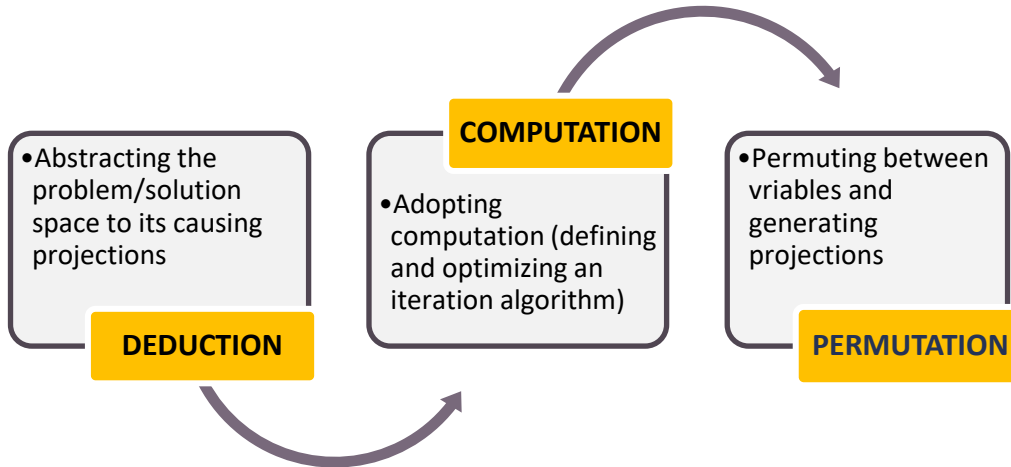 •Abstracting the
problem/solution
space to its causing
projections
DEDUCTION
COMPUTATION
•Adopting
computation (defining
and optimizing an
iteration algorithm)
•Permuting between
vriables and
generating
projections
PERMUTATION